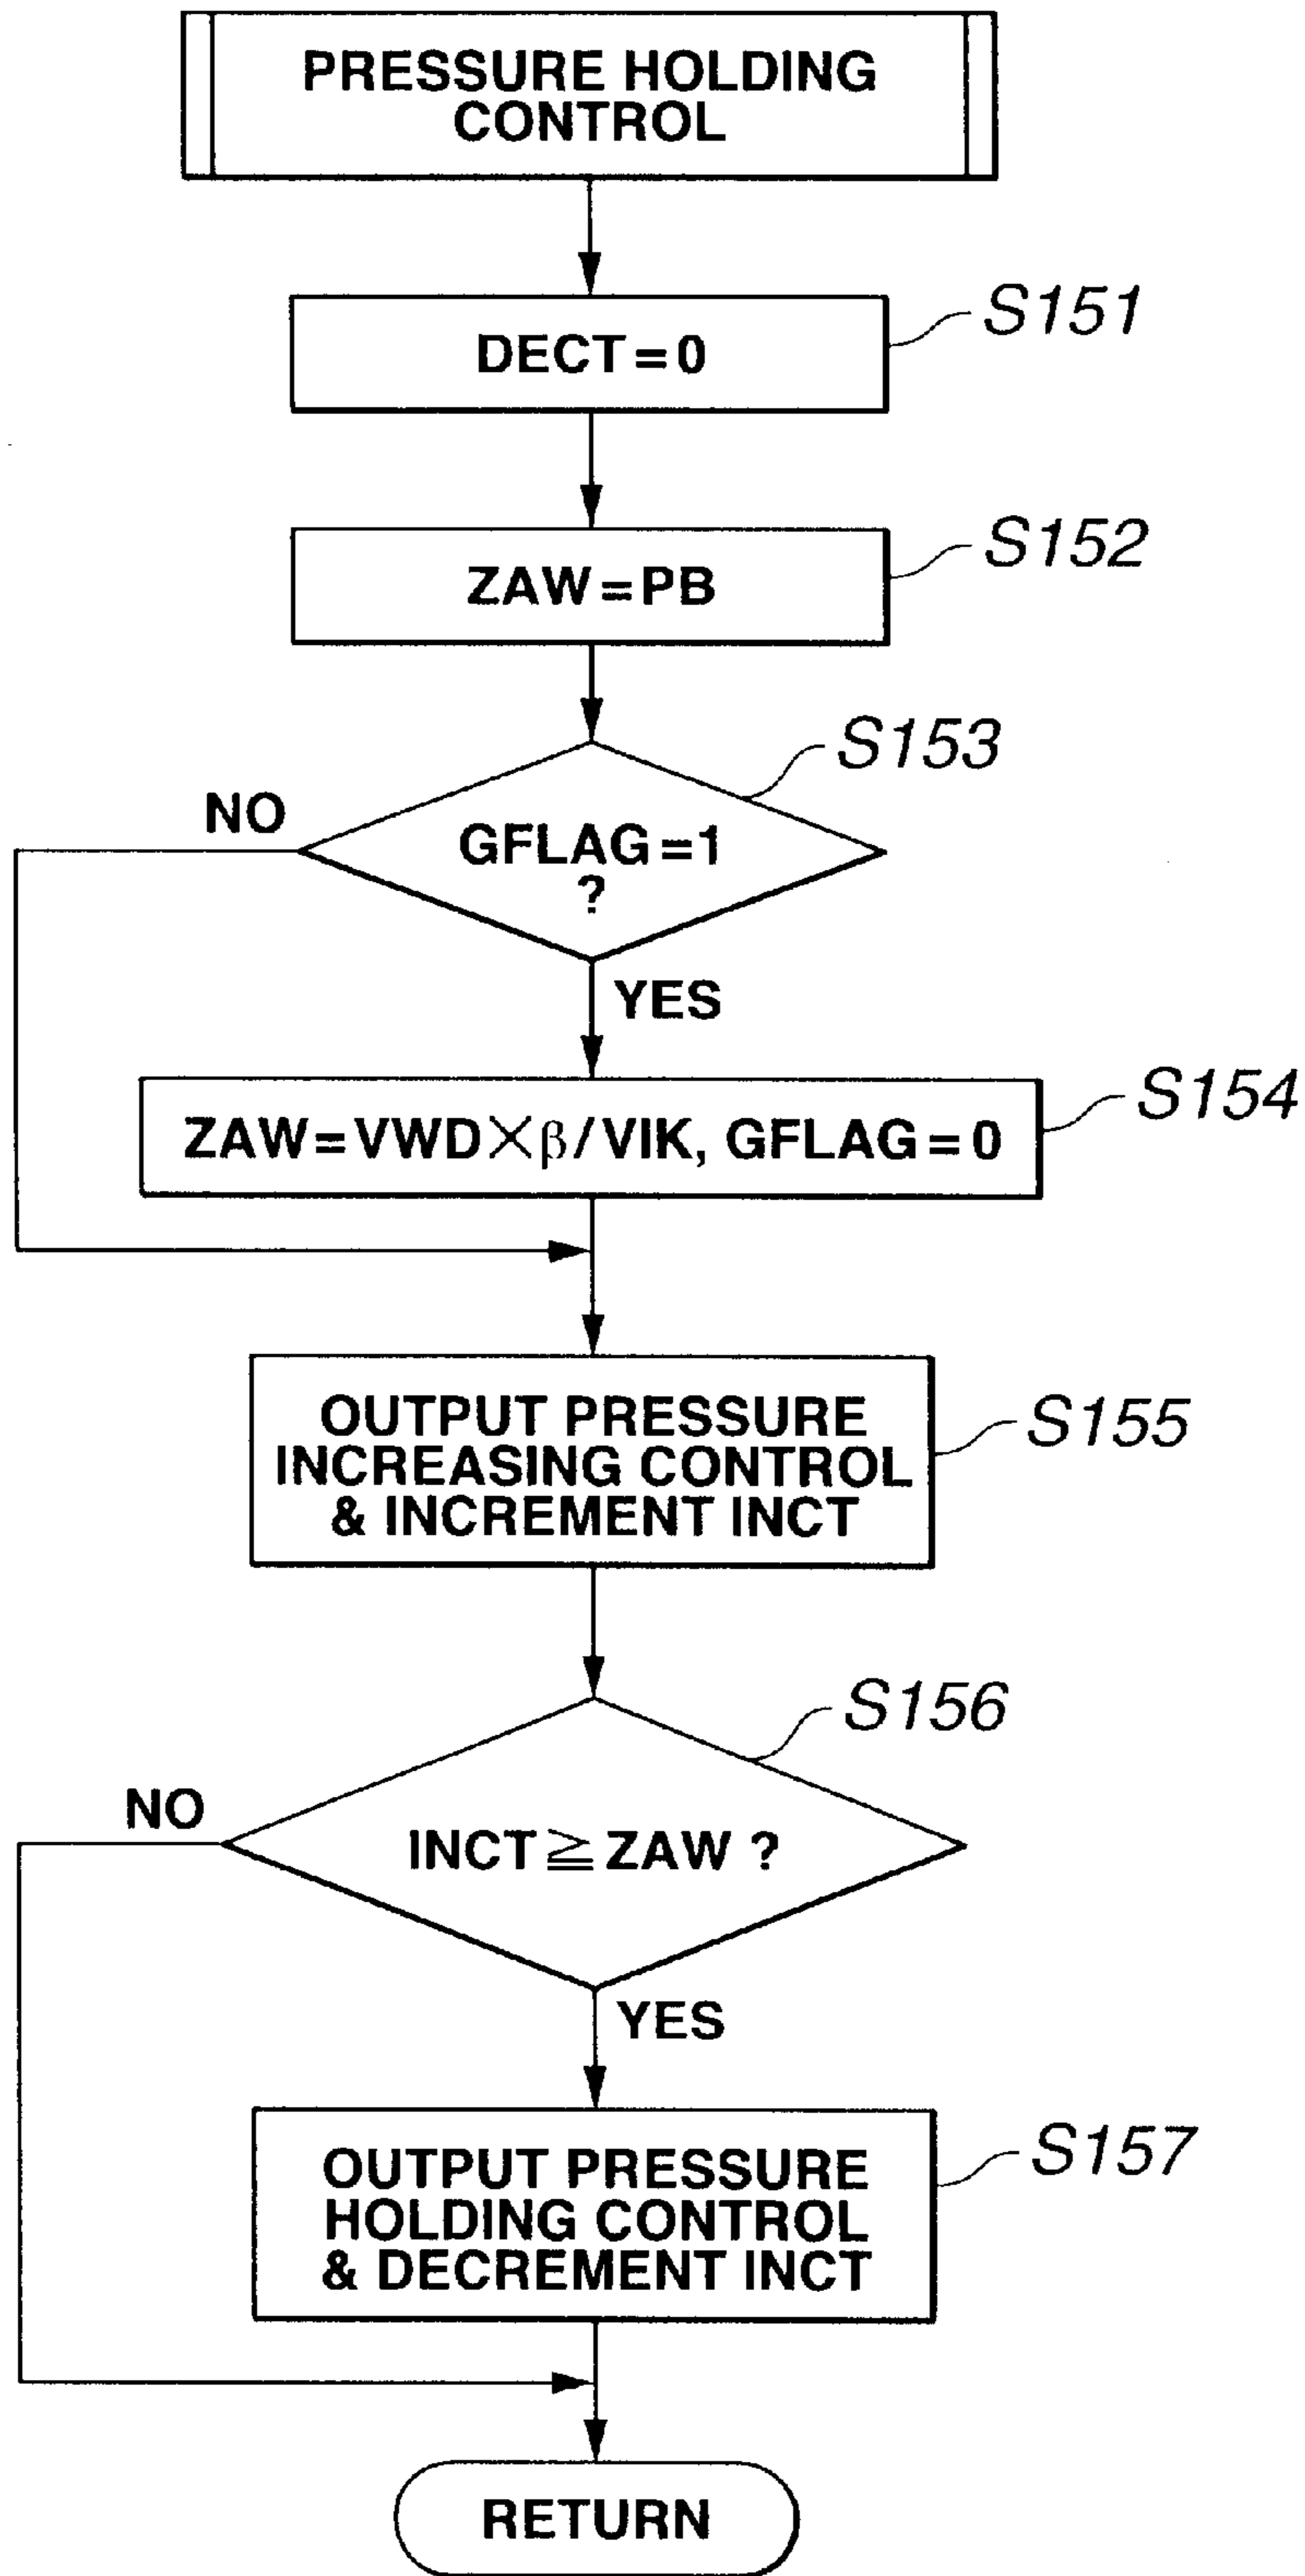 PRESSURE HOLDING
CONTROL
S151
DECT = 0
S152
ZAW = PB
S153
NO
GFLAG = 1
?
YES
S154
ZAW = VWD × β / VIK, GFLAG = 0
OUTPUT PRESSURE
INCREASING CONTROL
& INCREMENT INCT
S155
S156
NO
INCT ≧ ZAW ?
YES
OUTPUT PRESSURE
HOLDING CONTROL
& DECREMENT INCT
S157
RETURN